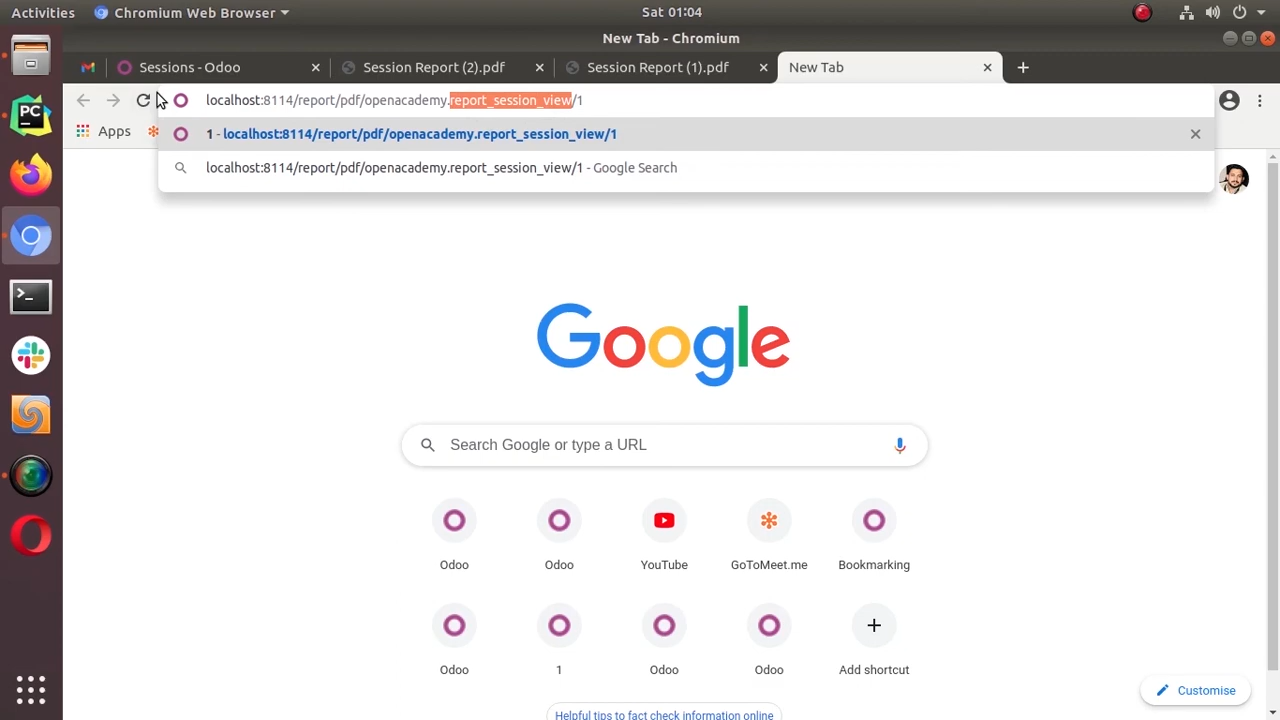 Activities
Chromium Web Browser
Sat 01:04
New Tab - Chromium
Sessions - Odoo
Session Report (2).pdf
Session Report (1).pdf
New Tab
localhost:8114/report/pdf/openacademy.report_session_view/1
Apps
1 - localhost:8114/report/pdf/openacademy.report_session_view/1
localhost:8114/report/pdf/openacademy.report_session_view/1 - Google Search
Google
Search Google or type a URL
Odoo
Odoo
YouTube
GoToMeet.me
Bookmarking
Odoo
1
Odoo
Odoo
Add shortcut
Customise
Helpful tips to fact check information online
PC